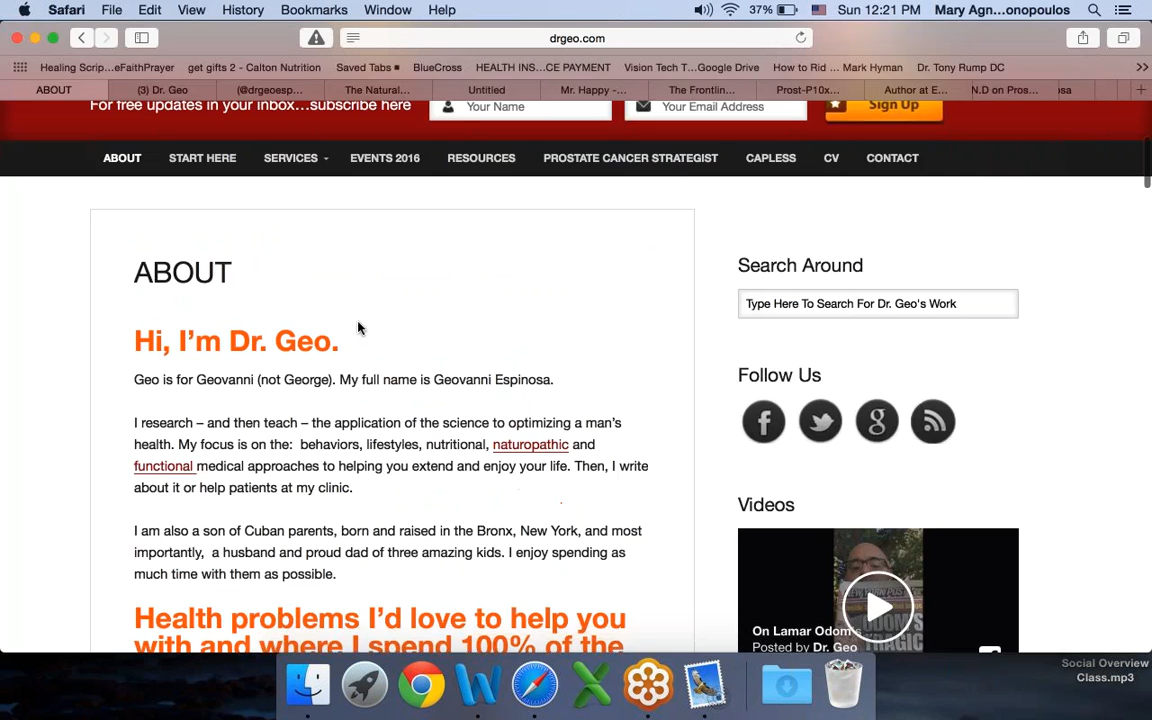 Safari File Edit View History Bookmarks Window Help 37% Sun 12:21 PM Mary Agn...onopoulos
drgeo.com
Healing Scrip...eFaithPrayer get gifts 2 - Calton Nutrition Saved Tabs BlueCross HEALTH INS...CE PAYMENT Vision Tech T...Google Drive How to Rid ... Mark Hyman Dr. Tony Rump DC
ABOUT (3) Dr. Geo (@drgeoesp... The Natural... Untitled Mr. Happy -... The Frontlin... Prost-P10x... Author at E... N.D on Pros...
For free updates in your inbox...subscribe here Your Name Your Email Address Sign Up
ABOUT START HERE SERVICES EVENTS 2016 RESOURCES PROSTATE CANCER STRATEGIST CAPLESS CV CONTACT
ABOUT
Hi, I'm Dr. Geo.
Geo is for Geovanni (not George). My full name is Geovanni Espinosa.
I research – and then teach – the application of the science to optimizing a man's
health. My focus is on the: behaviors, lifestyles, nutritional, naturopathic and
functional medical approaches to helping you extend and enjoy your life. Then, I write
about it or help patients at my clinic.
I am also a son of Cuban parents, born and raised in the Bronx, New York, and most
importantly, a husband and proud dad of three amazing kids. I enjoy spending as
much time with them as possible.
Health problems I'd love to help you
with and where I spend 100% of the
Search Around
Type Here To Search For Dr. Geo's Work
Follow Us
Videos
On Lamar Odom's
Posted by Dr. Geo
Social Overview
Class.mp3